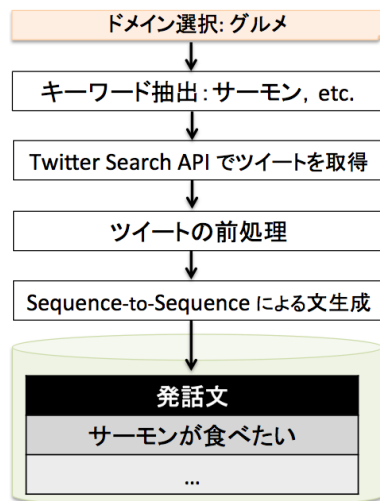 ドメイン選択: グルメ
キーワード抽出：サーモン，etc.
Twitter Search API でツイートを取得
ツイートの前処理
Sequence-to-Sequence による文生成
発話文
サーモンが食べたい
...